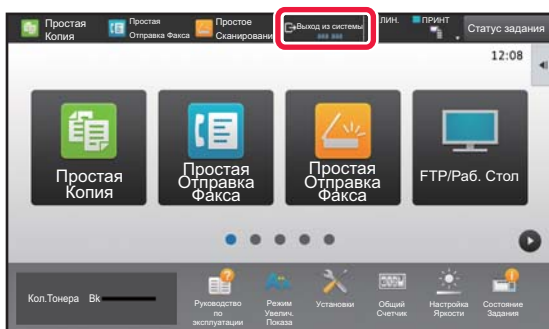 Простая
Копия
Простая
Отправка Факса
Простое
Сканировани
Выход из системы
ЛИН.
ПРИНТ
Статус задания
12:08
Простая
Копия
Простая
Отправка
Факса
Простая
Отправка
Факса
FTP/Раб. Стол
Кол.Тонера Bk
Руководство
по
эксплуатации
Режим
Увелич.
Показа
Установки
Общий
Счетчик
Настройка
Яркости
Состояние
Задания